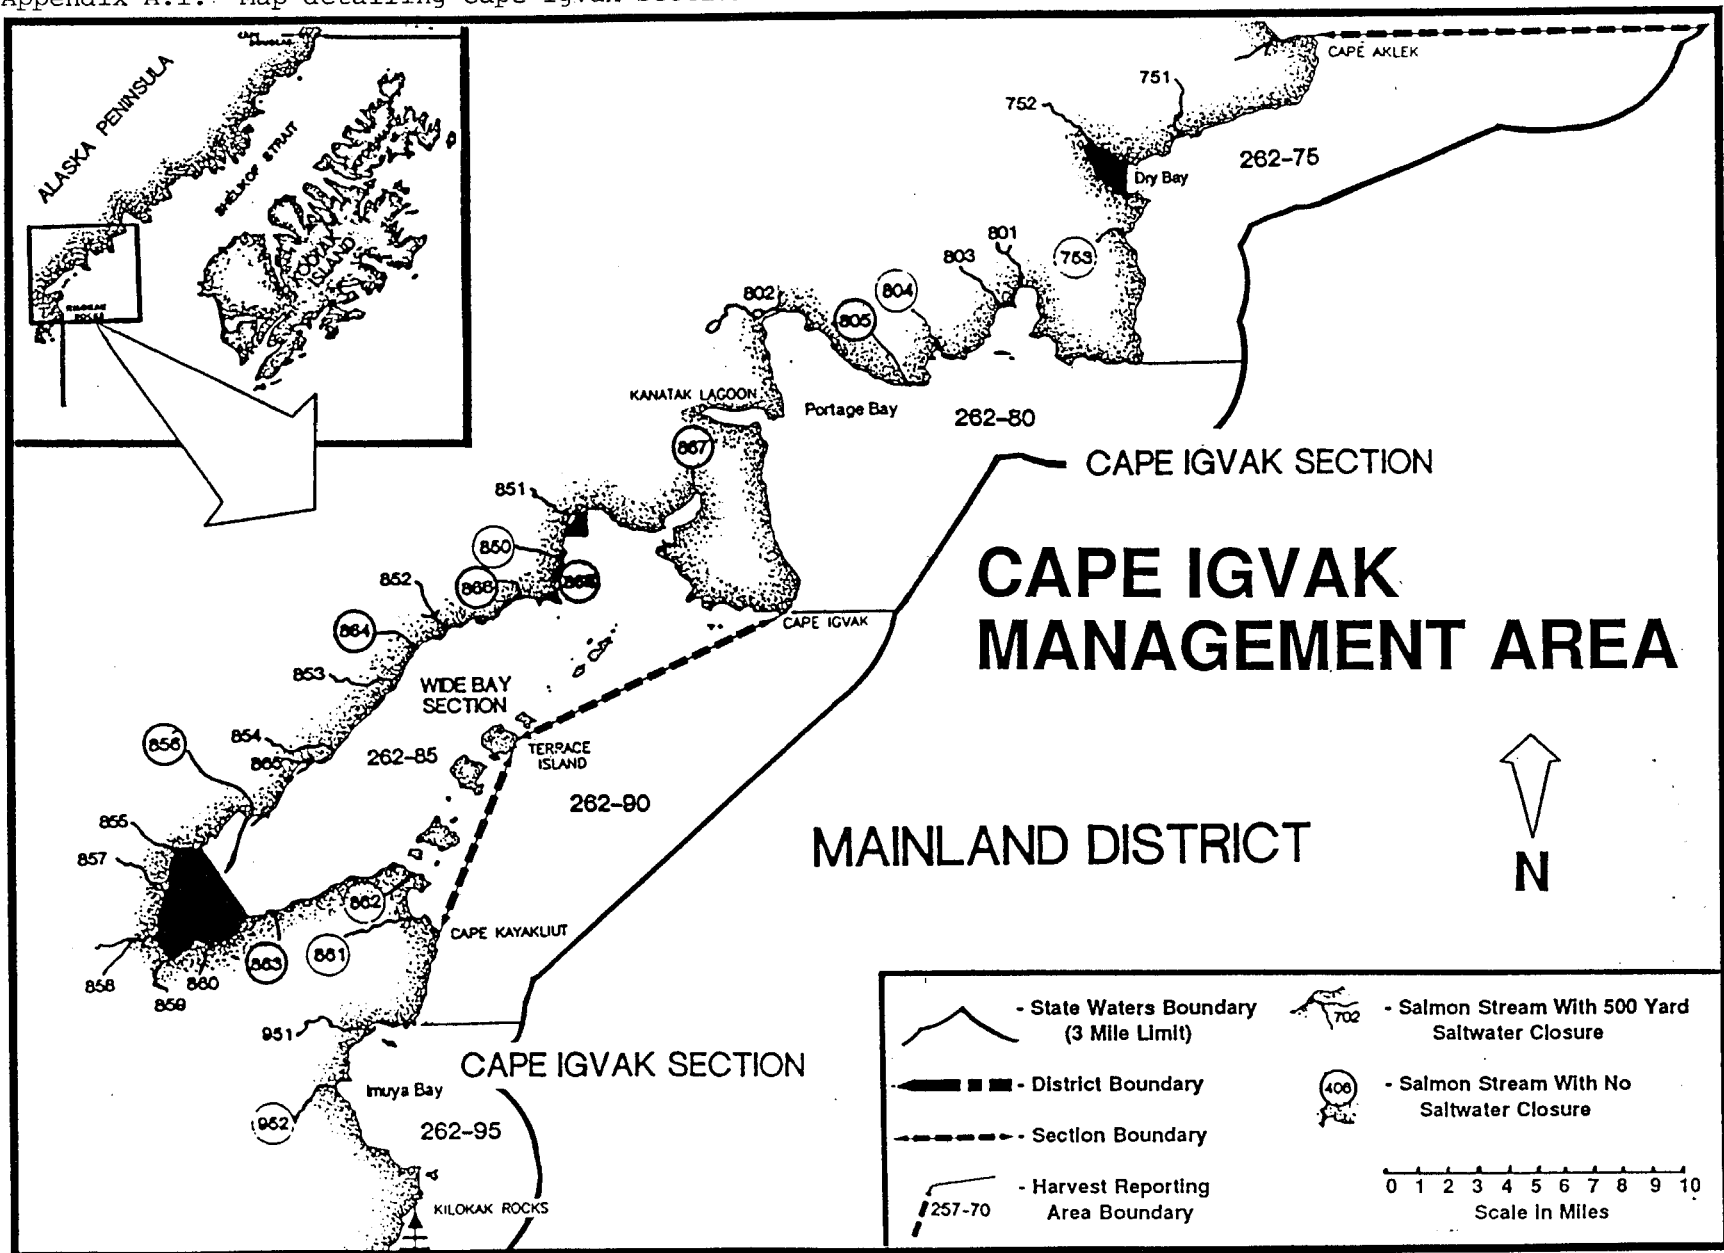 Appendix A.1. Map detailing Cape Igvak
CAPE
DOUGLAS
ALASKA PENINSULA
SHELIKOF STRAIT
KODIAK
ISLAND
KILOKAK
ROCKS
CAPE AKLEK
751
752
262-75
Dry Bay
801
803
753
804
802
805
KANATAK LAGOON
Portage Bay
262-80
867
CAPE IGVAK SECTION
851
850
852
866
864
CAPE IGVAK
MANAGEMENT AREA
CAPE IGVAK
853
WIDE BAY
SECTION
856
854
865
262-85
TERRACE
ISLAND
262-90
855
857
MAINLAND DISTRICT
N
862
CAPE KAYAKLIUT
861
863
858
860
859
951
CAPE IGVAK SECTION
Imuya Bay
952
262-95
KILOKAK ROCKS
- State Waters Boundary
(3 Mile Limit)
- District Boundary
- Section Boundary
257-70
- Harvest Reporting
Area Boundary
702
- Salmon Stream With 500 Yard
Saltwater Closure
406
- Salmon Stream With No
Saltwater Closure
0 1 2 3 4 5 6 7 8 9 10
Scale in Miles